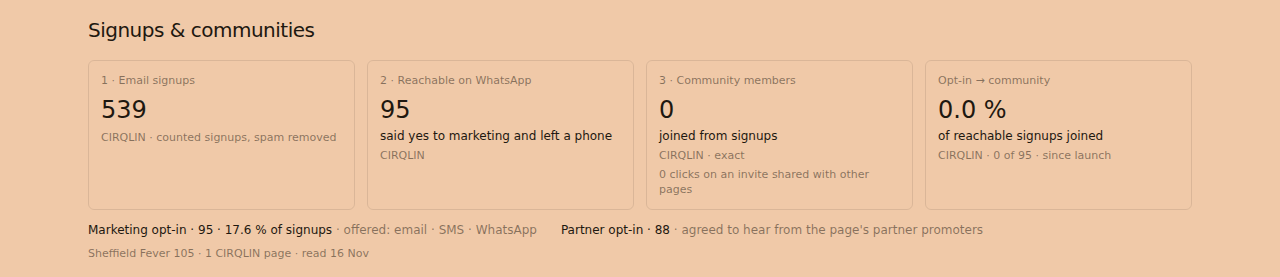 Signups & communities
1 · Email signups
539
CIRQLIN · counted signups, spam removed
2 · Reachable on WhatsApp
95
said yes to marketing and left a phone
CIRQLIN
3 · Community members
0
joined from signups
CIRQLIN · exact
0 clicks on an invite shared with other
pages
Opt-in → community
0.0 %
of reachable signups joined
CIRQLIN · 0 of 95 · since launch
Marketing opt-in · 95 · 17.6 % of signups · offered: email · SMS · WhatsApp
Partner opt-in · 88 · agreed to hear from the page's partner promoters
Sheffield Fever 105 · 1 CIRQLIN page · read 16 Nov